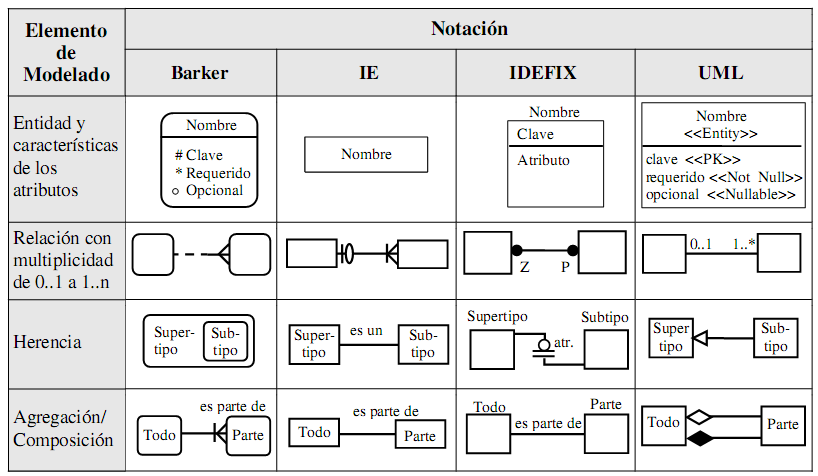 Elemento
de
Modelado
Notación
Barker
IE
IDEFIX
UML
Entidad y
características
de los
atributos
Nombre
# Clave
* Requerido
o Opcional
Nombre
Nombre
Clave
Atributo
Nombre
<<Entity>>
clave <<PK>>
requerido <<Not Null>>
opcional <<Nullable>>
Relación con
multiplicidad
de 0..1 a 1..n
Z
P
0..1
1..*
Herencia
Super-
tipo
Sub-
tipo
Super-
tipo
es un
Sub-
tipo
Supertipo
atr.
Subtipo
Super
tipo
Sub-
tipo
Agregación/
Composición
Todo
es parte de
Parte
Todo
es parte de
Parte
Todo
es parte de
Parte
Todo
Parte